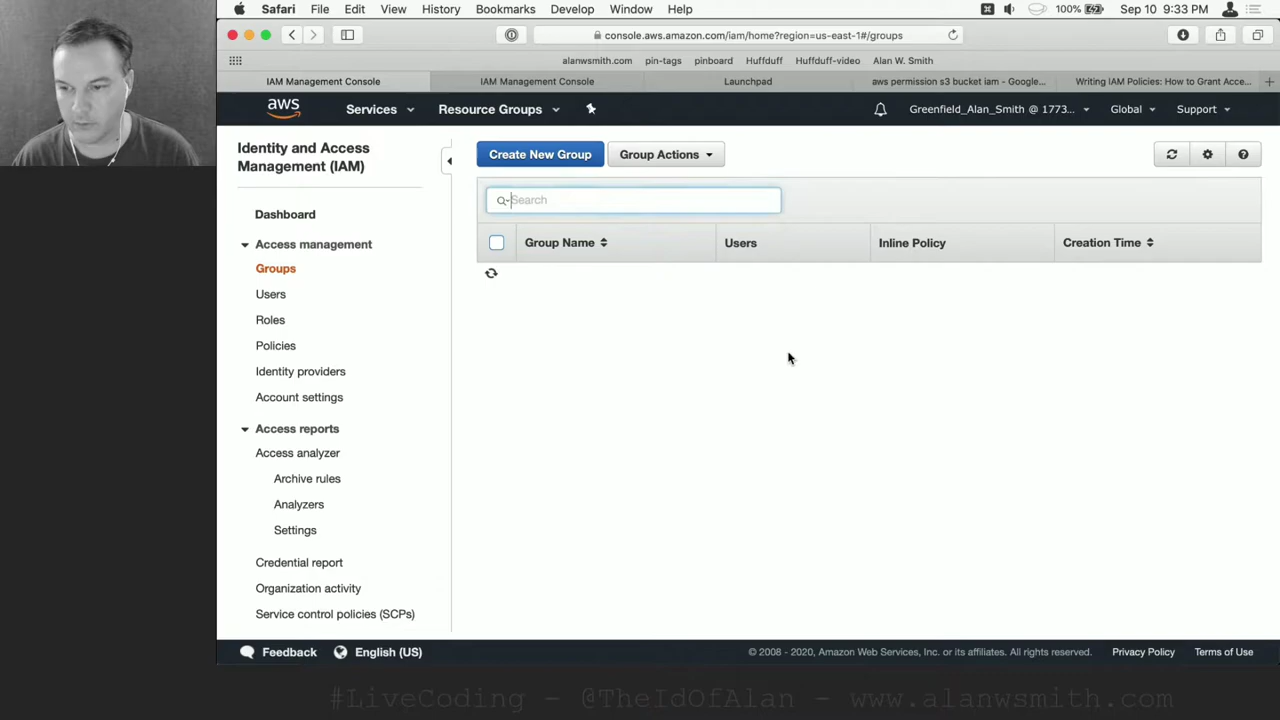 Safari File Edit View History Bookmarks Develop Window Help 100% Sep 10 9:33 PM
console.aws.amazon.com/iam/home?region=us-east-1#/groups
alanwsmith.com pin-tags pinboard Huffduff Huffduff-video Alan W. Smith
IAM Management Console IAM Management Console Launchpad aws permission s3 bucket iam - Google... Writing IAM Policies: How to Grant Acce...
aws Services Resource Groups Greenfield_Alan_Smith @ 1773... Global Support
Identity and Access
Management (IAM)
Dashboard
Access management
Groups
Users
Roles
Policies
Identity providers
Account settings
Access reports
Access analyzer
Archive rules
Analyzers
Settings
Credential report
Organization activity
Service control policies (SCPs)
Create New Group Group Actions
Search
Group Name Users Inline Policy Creation Time
Feedback English (US) © 2008 - 2020, Amazon Web Services, Inc. or its affiliates. All rights reserved. Privacy Policy Terms of Use
#LiveCoding - @TheIdOfAlan - www.alanwsmith.com